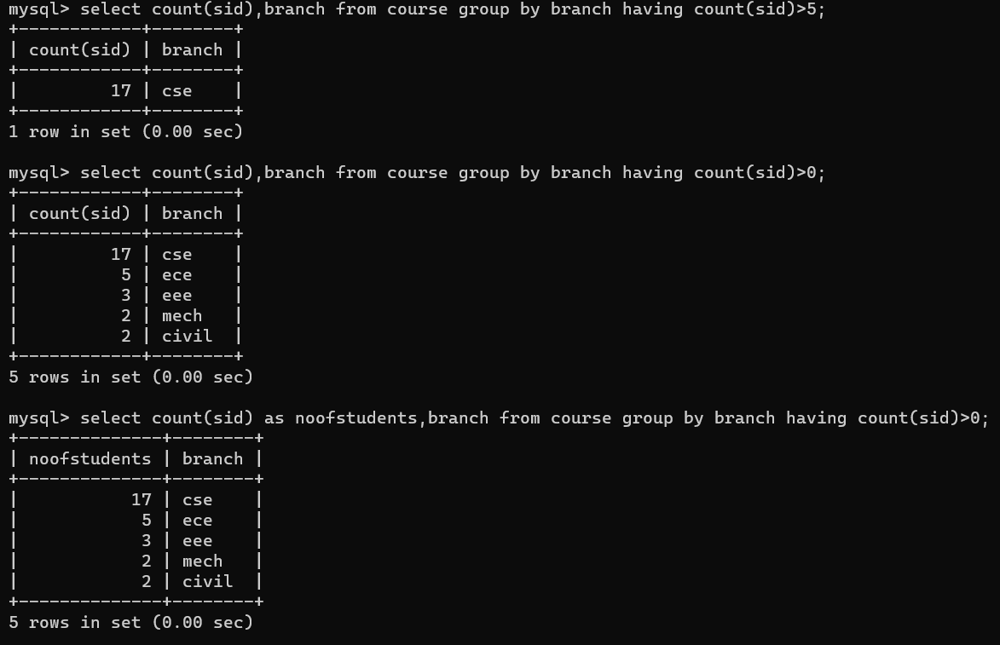 mysql> select count(sid),branch from course group by branch having count(sid)>5;
+------------+--------+
| count(sid) | branch |
+------------+--------+
|         17 | cse    |
+------------+--------+
1 row in set (0.00 sec)

mysql> select count(sid),branch from course group by branch having count(sid)>0;
+------------+--------+
| count(sid) | branch |
+------------+--------+
|         17 | cse    |
|          5 | ece    |
|          3 | eee    |
|          2 | mech   |
|          2 | civil  |
+------------+--------+
5 rows in set (0.00 sec)

mysql> select count(sid) as noofstudents,branch from course group by branch having count(sid)>0;
+--------------+--------+
| noofstudents | branch |
+--------------+--------+
|           17 | cse    |
|            5 | ece    |
|            3 | eee    |
|            2 | mech   |
|            2 | civil  |
+--------------+--------+
5 rows in set (0.00 sec)